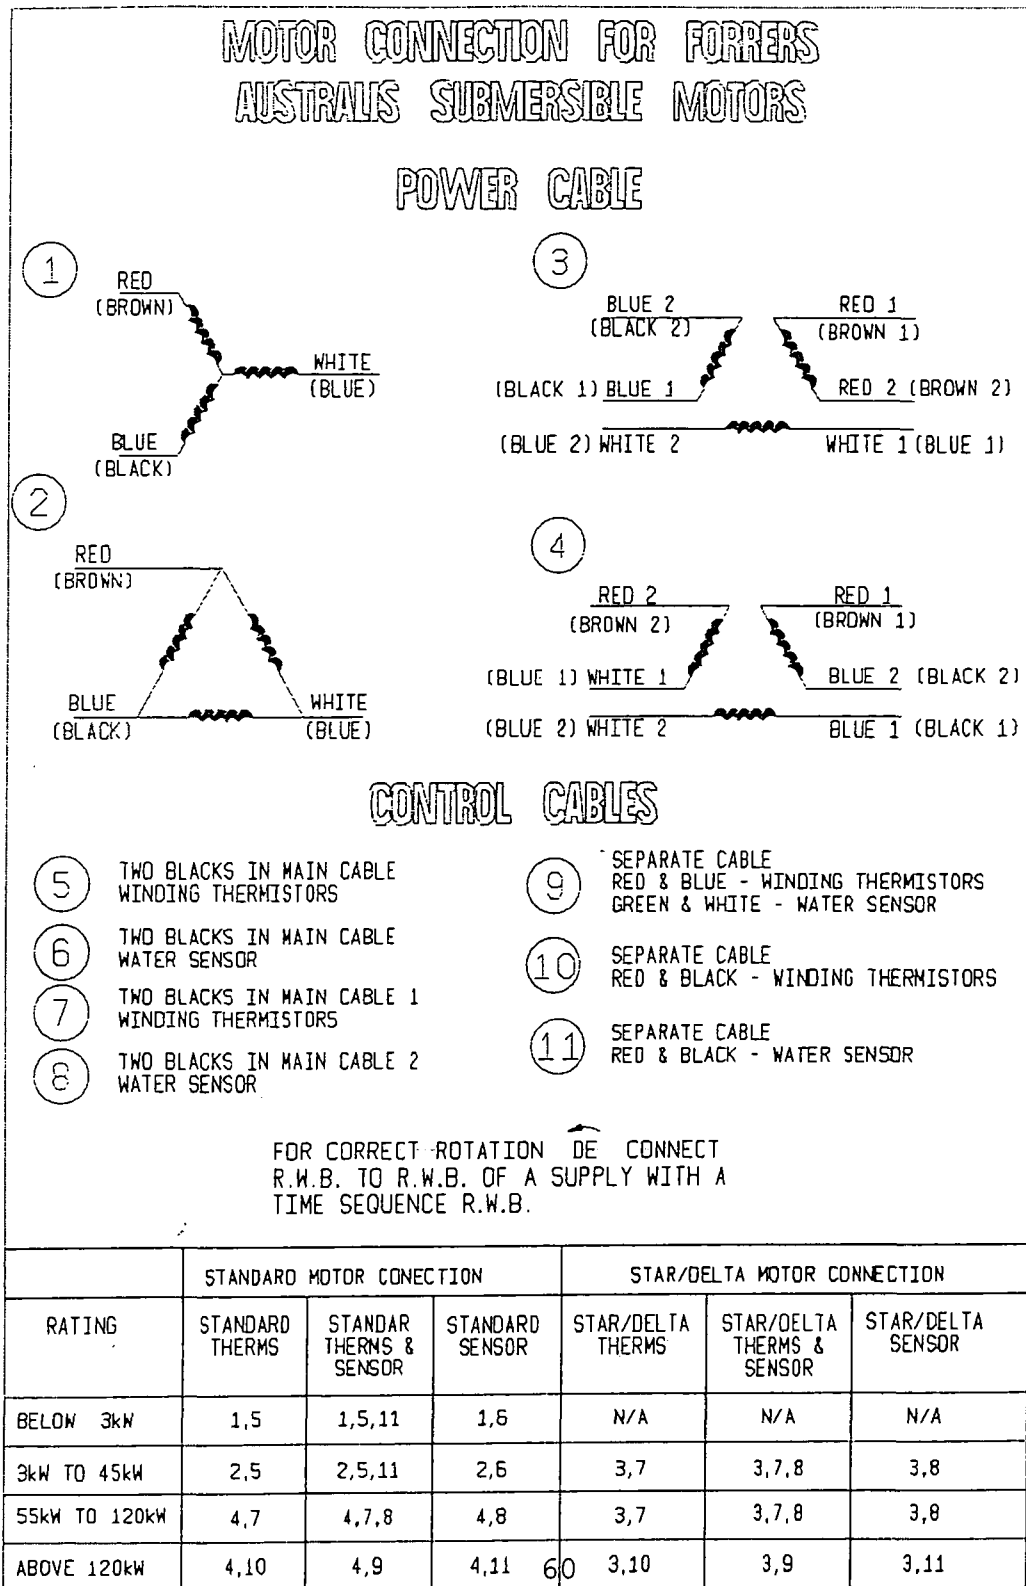 MOTOR CONNECTION FOR FORRERS
AUSTRALIS SUBMERSIBLE MOTORS
POWER CABLE
1
RED
(BROWN)
WHITE
(BLUE)
BLUE
(BLACK)
2
RED
(BROWN)
BLUE
(BLACK)
WHITE
(BLUE)
3
BLUE 2
(BLACK 2)
RED 1
(BROWN 1)
(BLACK 1) BLUE 1
RED 2 (BROWN 2)
(BLUE 2) WHITE 2
WHITE 1 (BLUE 1)
4
RED 2
(BROWN 2)
RED 1
(BROWN 1)
(BLUE 1) WHITE 1
BLUE 2 (BLACK 2)
(BLUE 2) WHITE 2
BLUE 1 (BLACK 1)
CONTROL CABLES
5
TWO BLACKS IN MAIN CABLE
WINDING THERMISTORS
6
TWO BLACKS IN MAIN CABLE
WATER SENSOR
7
TWO BLACKS IN MAIN CABLE 1
WINDING THERMISTORS
8
TWO BLACKS IN MAIN CABLE 2
WATER SENSOR
9
SEPARATE CABLE
RED & BLUE - WINDING THERMISTORS
GREEN & WHITE - WATER SENSOR
10
SEPARATE CABLE
RED & BLACK - WINDING THERMISTORS
11
SEPARATE CABLE
RED & BLACK - WATER SENSOR
FOR CORRECT ROTATION DE CONNECT
R.W.B. TO R.W.B. OF A SUPPLY WITH A
TIME SEQUENCE R.W.B.
STANDARD MOTOR CONECTION
STAR/DELTA MOTOR CONNECTION
RATING
STANDARD
THERMS
STANDAR
THERMS &
SENSOR
STANDARD
SENSOR
STAR/DELTA
THERMS
STAR/DELTA
THERMS &
SENSOR
STAR/DELTA
SENSOR
BELOW 3kW 1,5 1,5,11 1,6 N/A N/A N/A
3kW TO 45kW 2,5 2,5,11 2,6 3,7 3,7,8 3,8
55kW TO 120kW 4,7 4,7,8 4,8 3,7 3,7,8 3,8
ABOVE 120kW 4,10 4,9 4,11 3,10 3,9 3,11
60